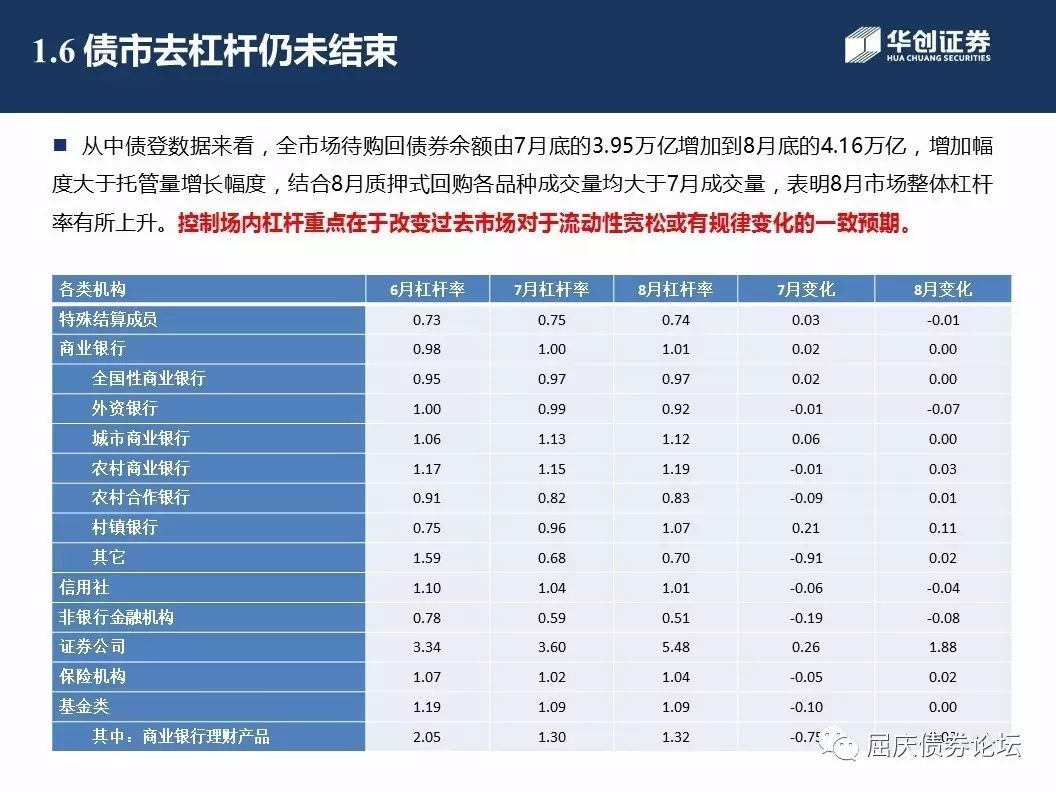 1.6 债市去杠杆仍未结束
华创证券
HUA CHUANG SECURITIES
■ 从中债登数据来看，全市场待购回债券余额由7月底的3.95万亿增加到8月底的4.16万亿，增加幅
度大于托管量增长幅度，结合8月质押式回购各品种成交量均大于7月成交量，表明8月市场整体杠杆
率有所上升。控制场内杠杆重点在于改变过去市场对于流动性宽松或有规律变化的一致预期。
各类机构 6月杠杆率 7月杠杆率 8月杠杆率 7月变化 8月变化
特殊结算成员 0.73 0.75 0.74 0.03 -0.01
商业银行 0.98 1.00 1.01 0.02 0.00
全国性商业银行 0.95 0.97 0.97 0.02 0.00
外资银行 1.00 0.99 0.92 -0.01 -0.07
城市商业银行 1.06 1.13 1.12 0.06 0.00
农村商业银行 1.17 1.15 1.19 -0.01 0.03
农村合作银行 0.91 0.82 0.83 -0.09 0.01
村镇银行 0.75 0.96 1.07 0.21 0.11
其它 1.59 0.68 0.70 -0.91 0.02
信用社 1.10 1.04 1.01 -0.06 -0.04
非银行金融机构 0.78 0.59 0.51 -0.19 -0.08
证券公司 3.34 3.60 5.48 0.26 1.88
保险机构 1.07 1.02 1.04 -0.05 0.02
基金类 1.19 1.09 1.09 -0.10 0.00
其中：商业银行理财产品 2.05 1.30 1.32 -0.75
屈庆债券论坛